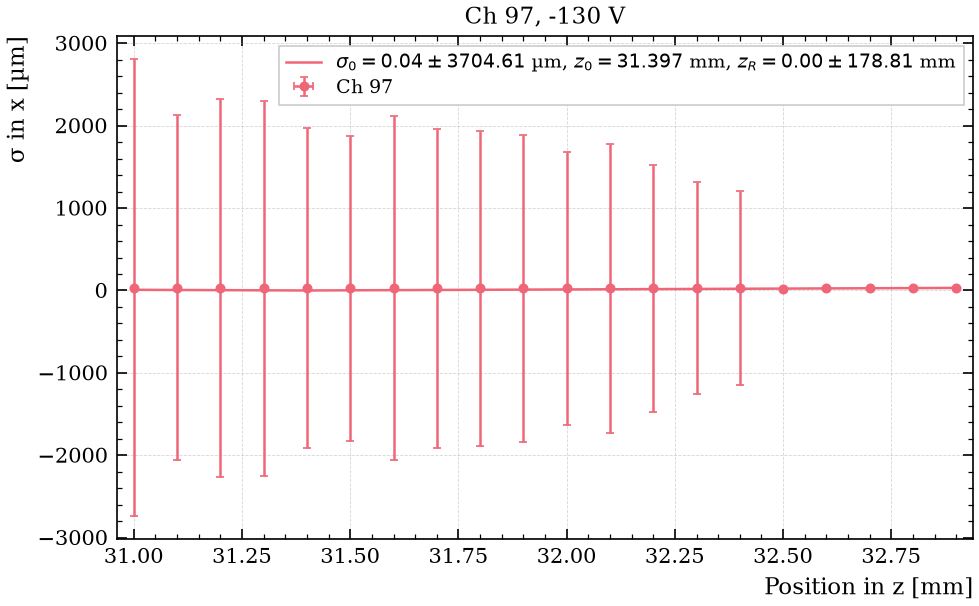 Ch 97, -130 V
σ in x [µm]
3000
2000
1000
0
−1000
−2000
−3000
σ₀ = 0.04 ± 3704.61 µm, z₀ = 31.397 mm, z_R = 0.00 ± 178.81 mm
Ch 97
31.00 31.25 31.50 31.75 32.00 32.25 32.50 32.75
Position in z [mm]